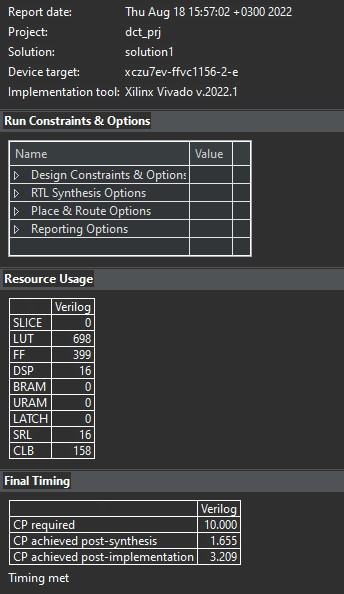 Report date: Thu Aug 18 15:57:02 +0300 2022
Project: dct_prj
Solution: solution1
Device target: xczu7ev-ffvc1156-2-e
Implementation tool: Xilinx Vivado v.2022.1
Run Constraints & Options
Name Value
Design Constraints & Options
RTL Synthesis Options
Place & Route Options
Reporting Options
Resource Usage
Verilog
SLICE 0
LUT 698
FF 399
DSP 16
BRAM 0
URAM 0
LATCH 0
SRL 16
CLB 158
Final Timing
Verilog
CP required 10.000
CP achieved post-synthesis 1.655
CP achieved post-implementation 3.209
Timing met